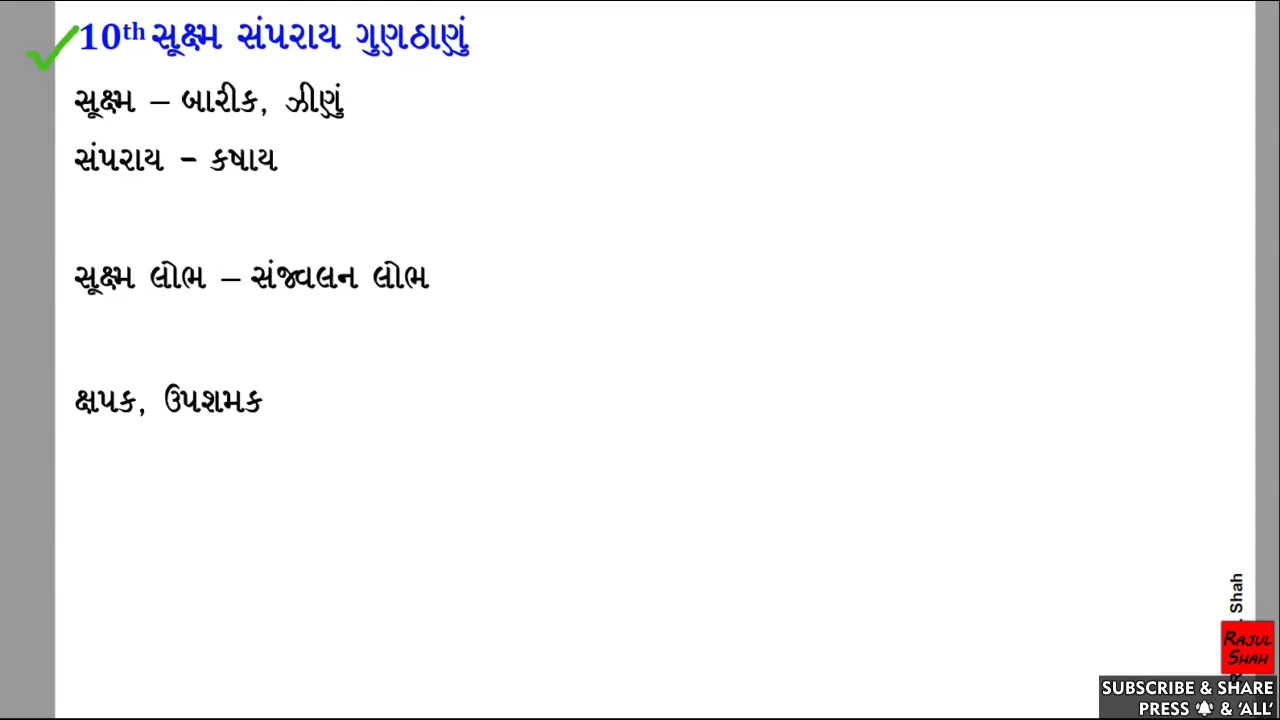 10th સૂક્ષ્મ સંપરાય ગુણઠાણું
સૂક્ષ્મ – બારીક, ઝીણું
સંપરાય - કષાય
સૂક્ષ્મ લોભ – સંજ્વલન લોભ
ક્ષપક, ઉપશમક
Shah
RAJUL
SHAH
SUBSCRIBE & SHARE
PRESS & 'ALL'